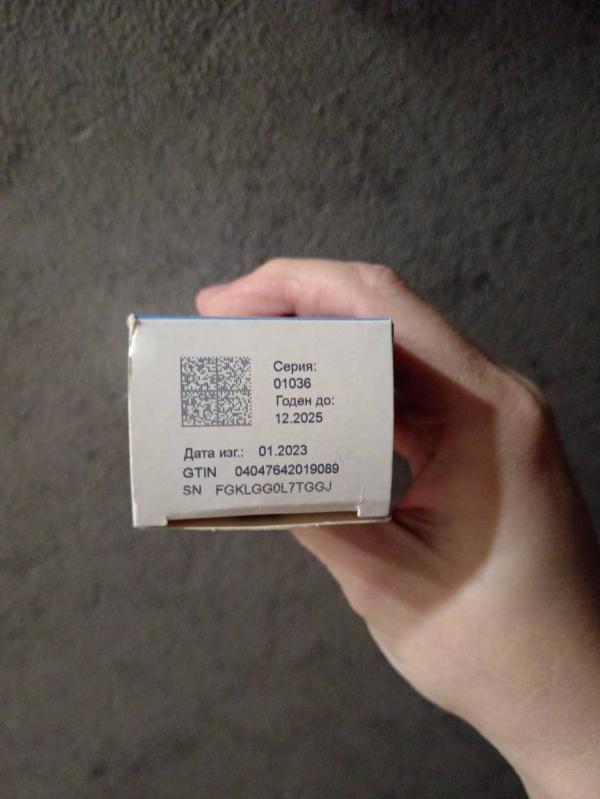 Серия:
01036
Годен до:
12.2025
Дата изг.: 01.2023
GTIN 04047642019089
SN FGKLGG0L7TGGJ